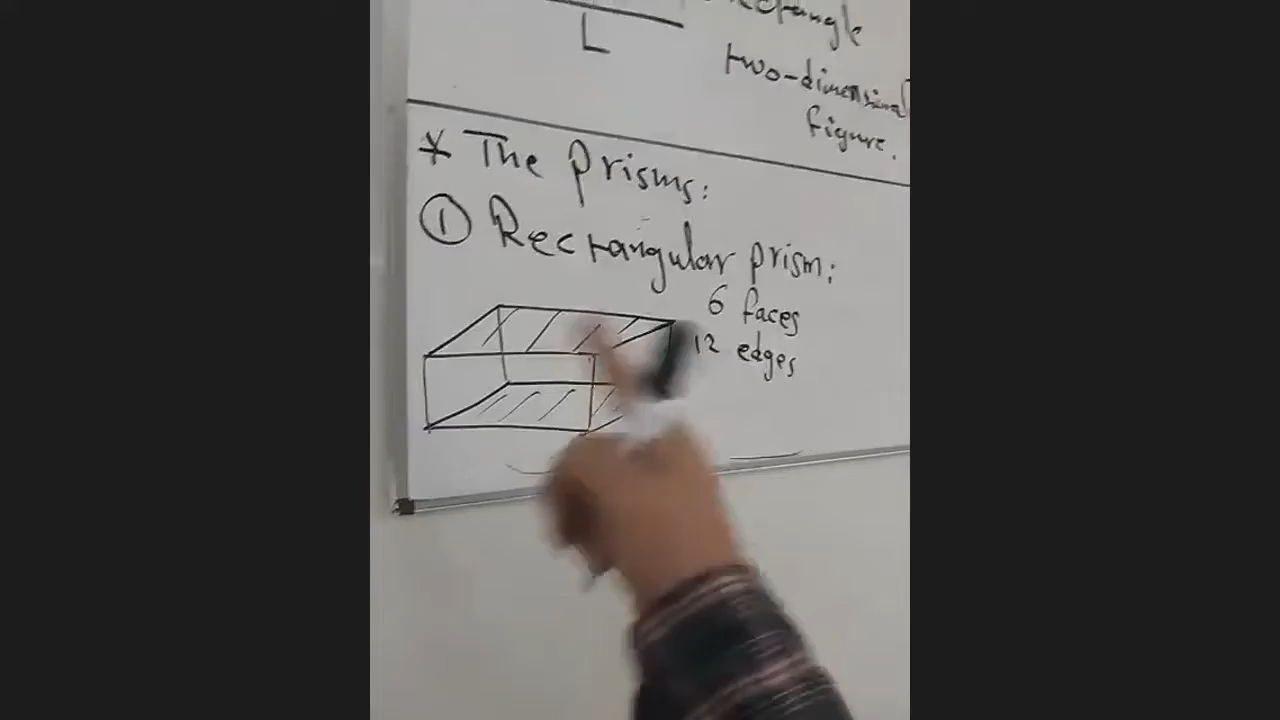 L
two-dimensional
figure.
* The Prisms:
① Rectangular prism:
6 faces
12 edges